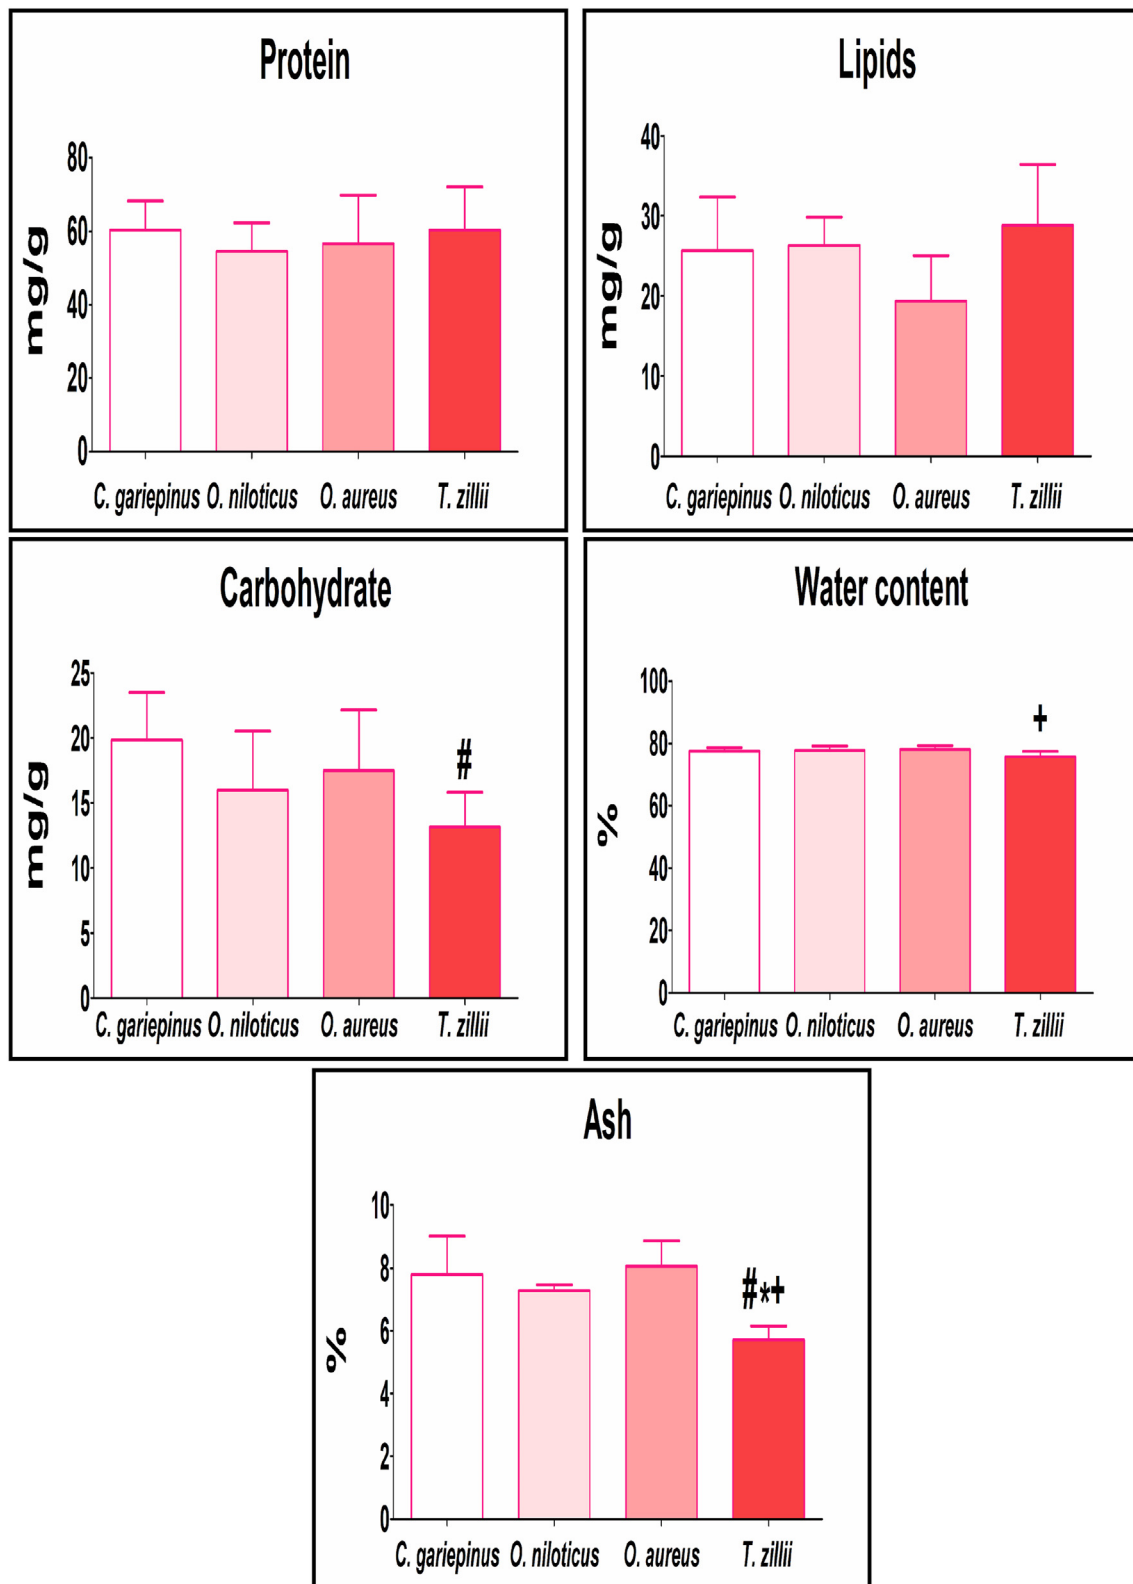 Protein
80
60
40
20
0
mg/g
C. gariepinus O. niloticus O. aureus T. zillii
Lipids
40
30
20
10
0
mg/g
C. gariepinus O. niloticus O. aureus T. zillii
Carbohydrate
25
20
15
10
5
0
mg/g
#
C. gariepinus O. niloticus O. aureus T. zillii
Water content
100
80
60
40
20
0
%
+
C. gariepinus O. niloticus O. aureus T. zillii
Ash
10
8
6
4
2
0
%
#*+
C. gariepinus O. niloticus O. aureus T. zillii